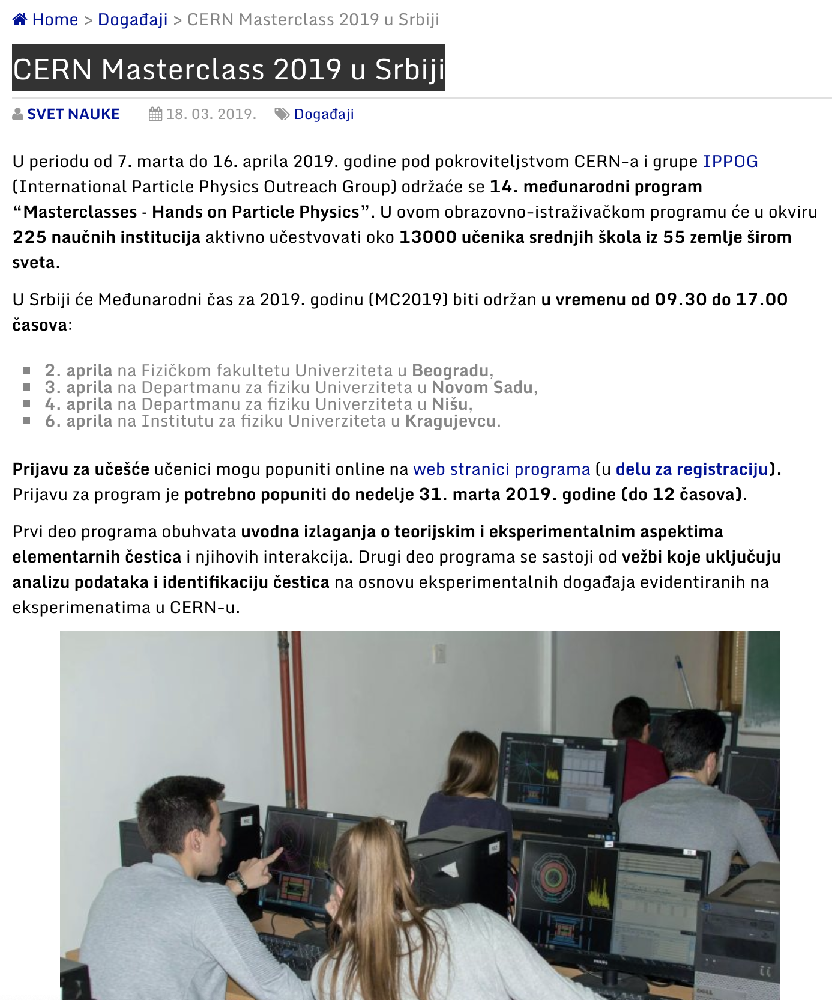 Home > Događaji > CERN Masterclass 2019 u Srbiji
CERN Masterclass 2019 u Srbiji
SVET NAUKE 18. 03. 2019. Događaji
U periodu od 7. marta do 16. aprila 2019. godine pod pokroviteljstvom CERN-a i grupe IPPOG
(International Particle Physics Outreach Group) održaće se 14. međunarodni program
“Masterclasses - Hands on Particle Physics”. U ovom obrazovno-istraživačkom programu će u okviru
225 naučnih institucija aktivno učestvovati oko 13000 učenika srednjih škola iz 55 zemlje širom
sveta.
U Srbiji će Međunarodni čas za 2019. godinu (MC2019) biti održan u vremenu od 09.30 do 17.00
časova:
2. aprila na Fizičkom fakultetu Univerziteta u Beogradu,
3. aprila na Departmanu za fiziku Univerziteta u Novom Sadu,
4. aprila na Departmanu za fiziku Univerziteta u Nišu,
6. aprila na Institutu za fiziku Univerziteta u Kragujevcu.
Prijavu za učešće učenici mogu popuniti online na web stranici programa (u delu za registraciju).
Prijavu za program je potrebno popuniti do nedelje 31. marta 2019. godine (do 12 časova).
Prvi deo programa obuhvata uvodna izlaganja o teorijskim i eksperimentalnim aspektima
elementarnih čestica i njihovih interakcija. Drugi deo programa se sastoji od vežbi koje uključuju
analizu podataka i identifikaciju čestica na osnovu eksperimentalnih događaja evidentiranih na
eksperimenatima u CERN-u.
PHILIPS
DELL